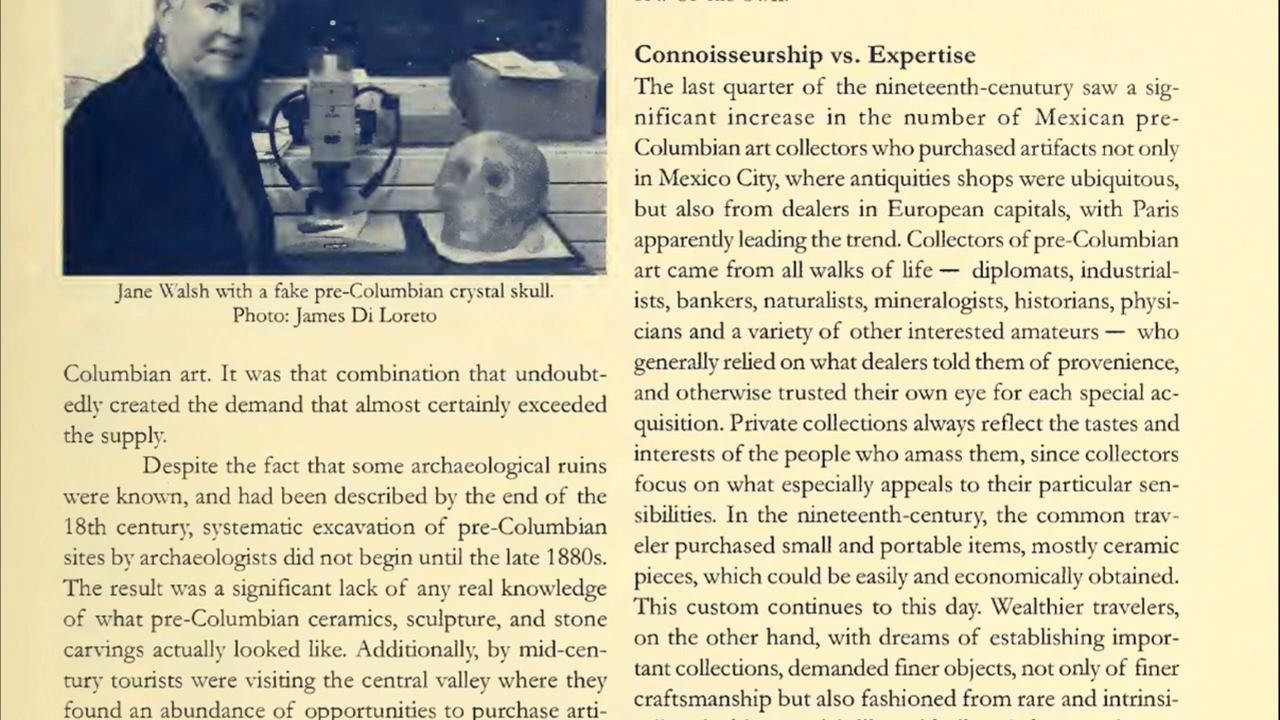 Jane Walsh with a fake pre-Columbian crystal skull.
Photo: James Di Loreto
Columbian art. It was that combination that undoubt-
edly created the demand that almost certainly exceeded
the supply.
Despite the fact that some archaeological ruins
were known, and had been described by the end of the
18th century, systematic excavation of pre-Columbian
sites by archaeologists did not begin until the late 1880s.
The result was a significant lack of any real knowledge
of what pre-Columbian ceramics, sculpture, and stone
carvings actually looked like. Additionally, by mid-cen-
tury tourists were visiting the central valley where they
found an abundance of opportunities to purchase arti-
Connoisseurship vs. Expertise
The last quarter of the nineteenth-cenutury saw a sig-
nificant increase in the number of Mexican pre-
Columbian art collectors who purchased artifacts not only
in Mexico City, where antiquities shops were ubiquitous,
but also from dealers in European capitals, with Paris
apparently leading the trend. Collectors of pre-Columbian
art came from all walks of life — diplomats, industrial-
ists, bankers, naturalists, mineralogists, historians, physi-
cians and a variety of other interested amateurs — who
generally relied on what dealers told them of provenience,
and otherwise trusted their own eye for each special ac-
quisition. Private collections always reflect the tastes and
interests of the people who amass them, since collectors
focus on what especially appeals to their particular sen-
sibilities. In the nineteenth-century, the common trav-
eler purchased small and portable items, mostly ceramic
pieces, which could be easily and economically obtained.
This custom continues to this day. Wealthier travelers,
on the other hand, with dreams of establishing impor-
tant collections, demanded finer objects, not only of finer
craftsmanship but also fashioned from rare and intrinsi-